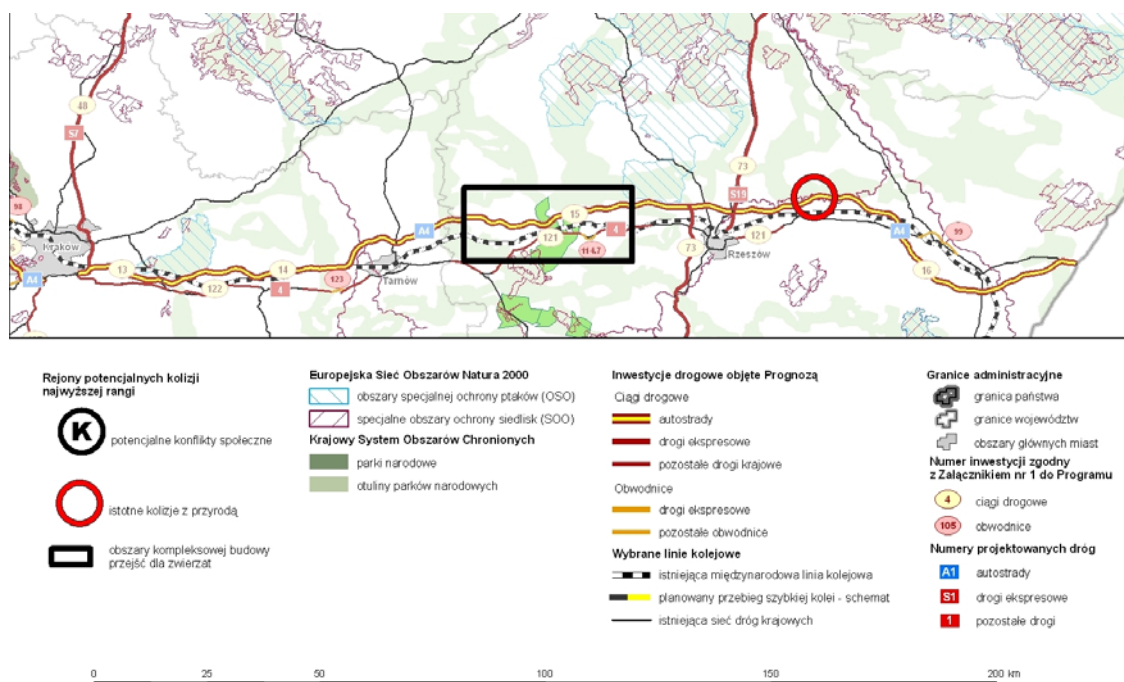 48
S7
98
6
Kraków
A4
13
122
14
4
123
Tarnów
A4
15
121
4
11 6,7
73
S19
73
Rzeszów
121
A4
99
16
Rejony potencjalnych kolizji
najwyższej rangi
K
potencjalne konflikty społeczne
istotne kolizje z przyrodą
obszary kompleksowej budowy
przejść dla zwierzat
Europejska Sieć Obszarów Natura 2000
obszary specjalnej ochrony ptaków (OSO)
specjalne obszary ochrony siedlisk (SOO)
Krajowy System Obszarów Chronionych
parki narodowe
otuliny parków narodowych
Inwestycje drogowe objęte Prognozą
Ciągi drogowe
autostrady
drogi ekspresowe
pozostałe drogi krajowe
Obwodnice
drogi ekspresowe
pozostałe obwodnice
Wybrane linie kolejowe
istniejąca międzynarodowa linia kolejowa
planowany przebieg szybkiej kolei - schemat
istniejąca sieć dróg krajowych
Granice administracyjne
granica państwa
granice województw
obszary głównych miast
Numer inwestycji zgodny
z Załącznikiem nr 1 do Programu
4
ciągi drogowe
105
obwodnice
Numery projektowanych dróg
A1
autostrady
S1
drogi ekspresowe
1
pozostałe drogi
0 25 50 100 150 200 km